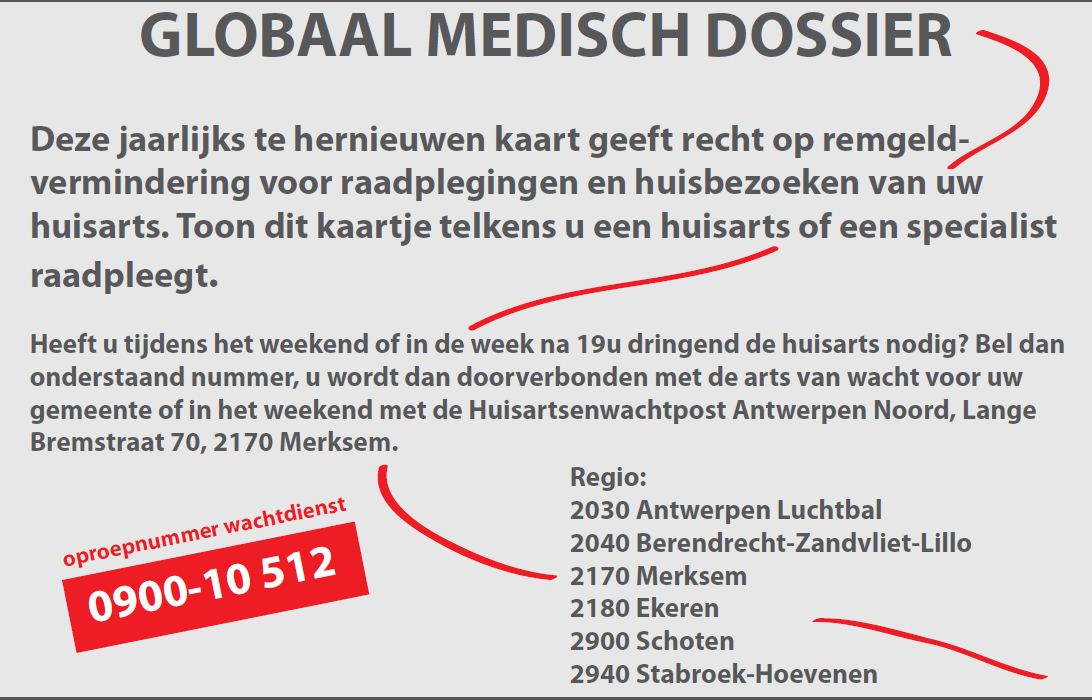 GLOBAAL MEDISCH DOSSIER
Deze jaarlijks te hernieuwen kaart geeft recht op remgeld-
vermindering voor raadplegingen en huisbezoeken van uw
huisarts. Toon dit kaartje telkens u een huisarts of een specialist
raadpleegt.
Heeft u tijdens het weekend of in de week na 19u dringend de huisarts nodig? Bel dan
onderstaand nummer, u wordt dan doorverbonden met de arts van wacht voor uw
gemeente of in het weekend met de Huisartsenwachtpost Antwerpen Noord, Lange
Bremstraat 70, 2170 Merksem.
oproepnummer wachtdienst
0900-10 512
Regio:
2030 Antwerpen Luchtbal
2040 Berendrecht-Zandvliet-Lillo
2170 Merksem
2180 Ekeren
2900 Schoten
2940 Stabroek-Hoevenen